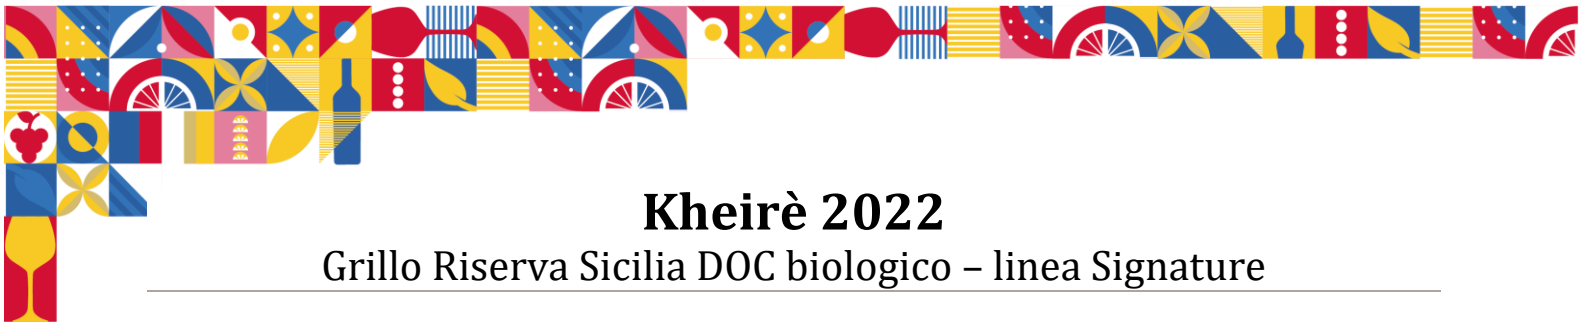 Kheirè 2022
Grillo Riserva Sicilia DOC biologico – linea Signature